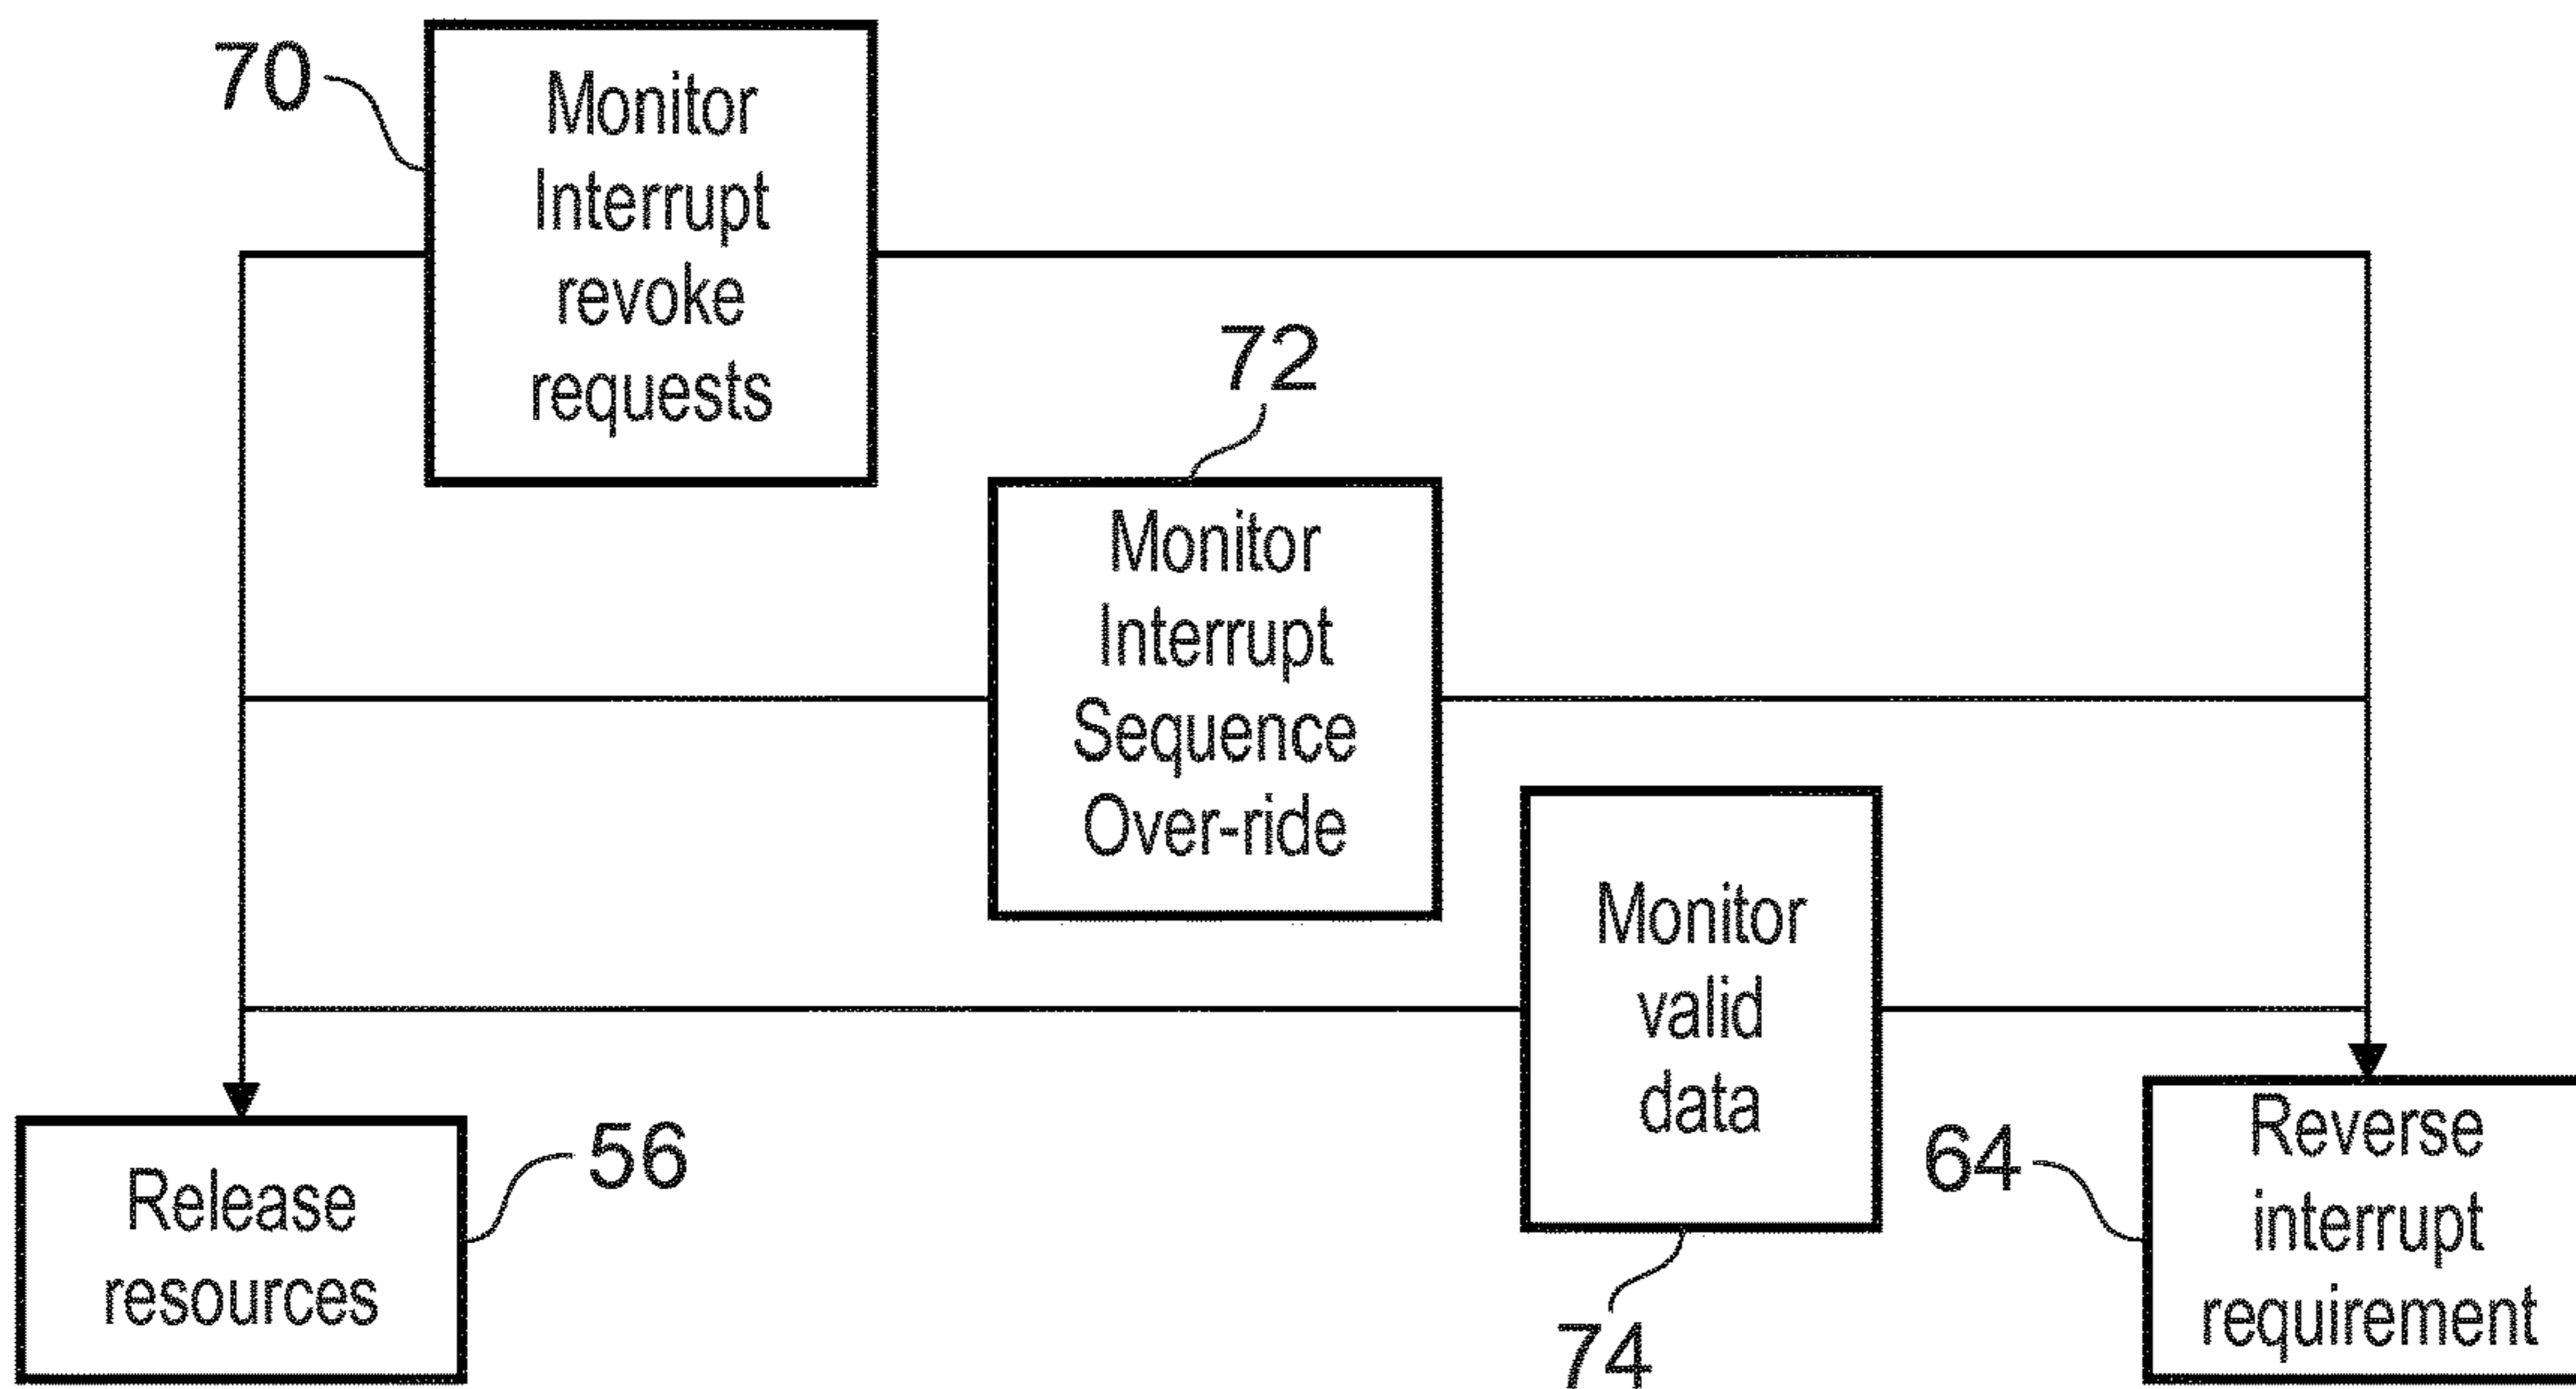 70
Monitor
Interrupt
revoke
requests
72
Monitor
Interrupt
Sequence
Over-ride
Monitor
valid
data
74
Release
resources
56
64
Reverse
interrupt
requirement